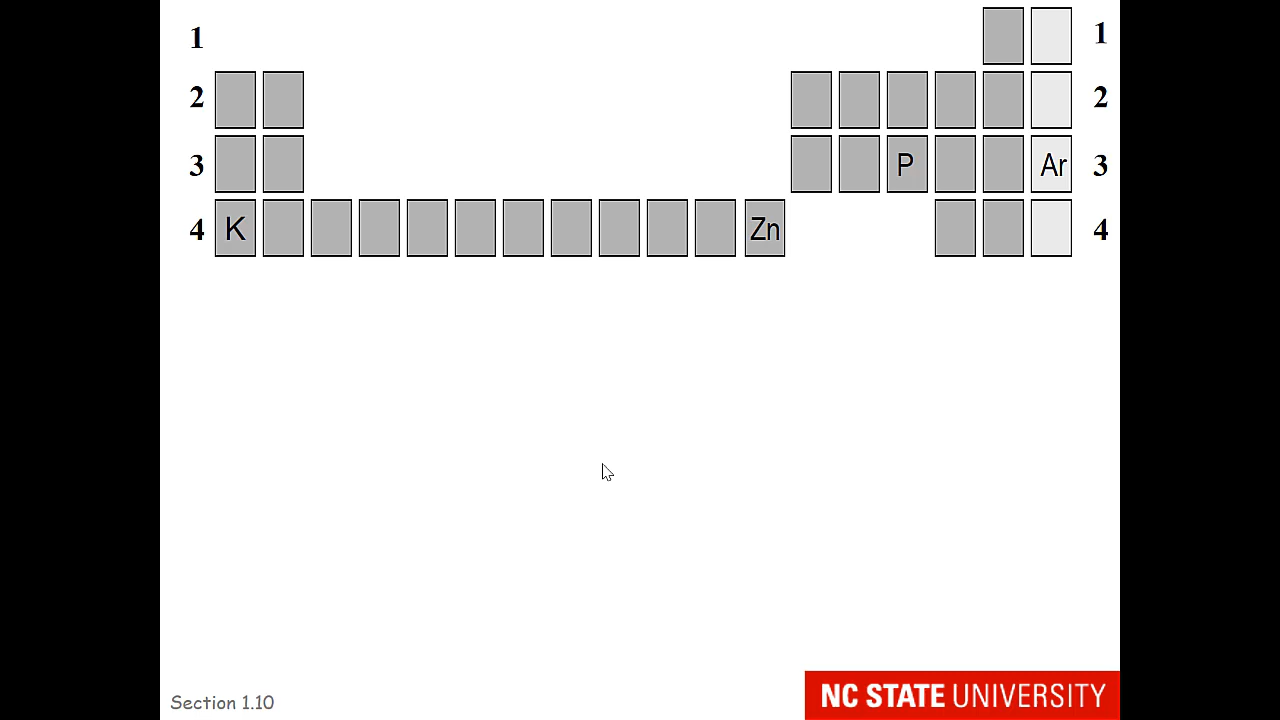 1 1
2 2
3 P Ar 3
4 K Zn 4
Section 1.10
NC STATE UNIVERSITY